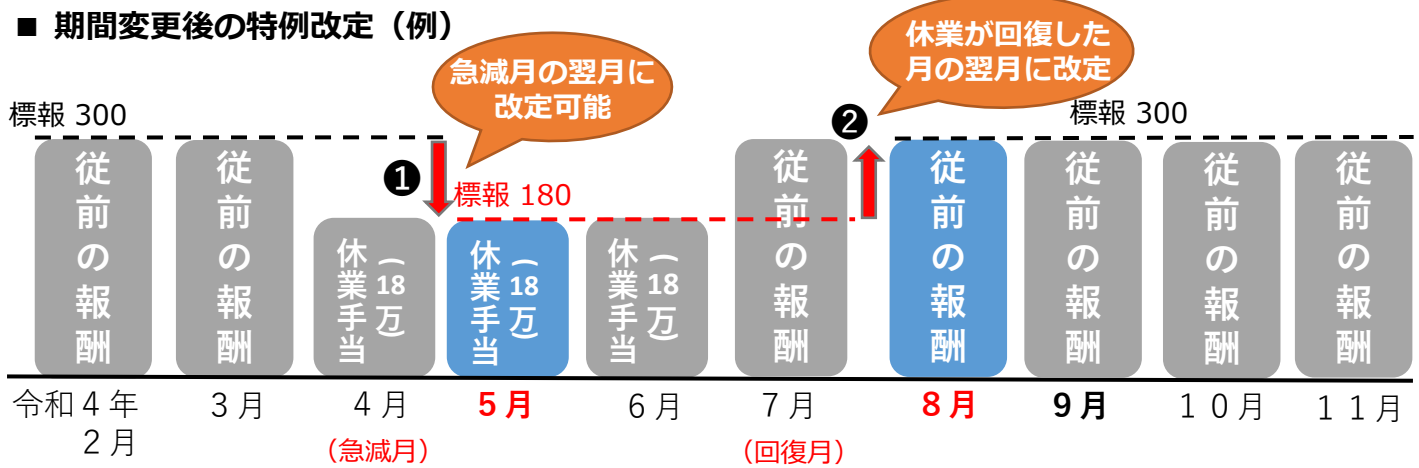 ■ 期間変更後の特例改定（例）
急減月の翌月に
改定可能
休業が回復した
月の翌月に改定
標報 300
❶
標報 180
❷
標報 300
従前の報酬
従前の報酬
休業手当
（18万）
休業手当
（18万）
休業手当
（18万）
従前の報酬
従前の報酬
従前の報酬
従前の報酬
従前の報酬
令和４年
２月
３月
４月
（急減月）
５月
６月
７月
（回復月）
８月
９月
１０月
１１月